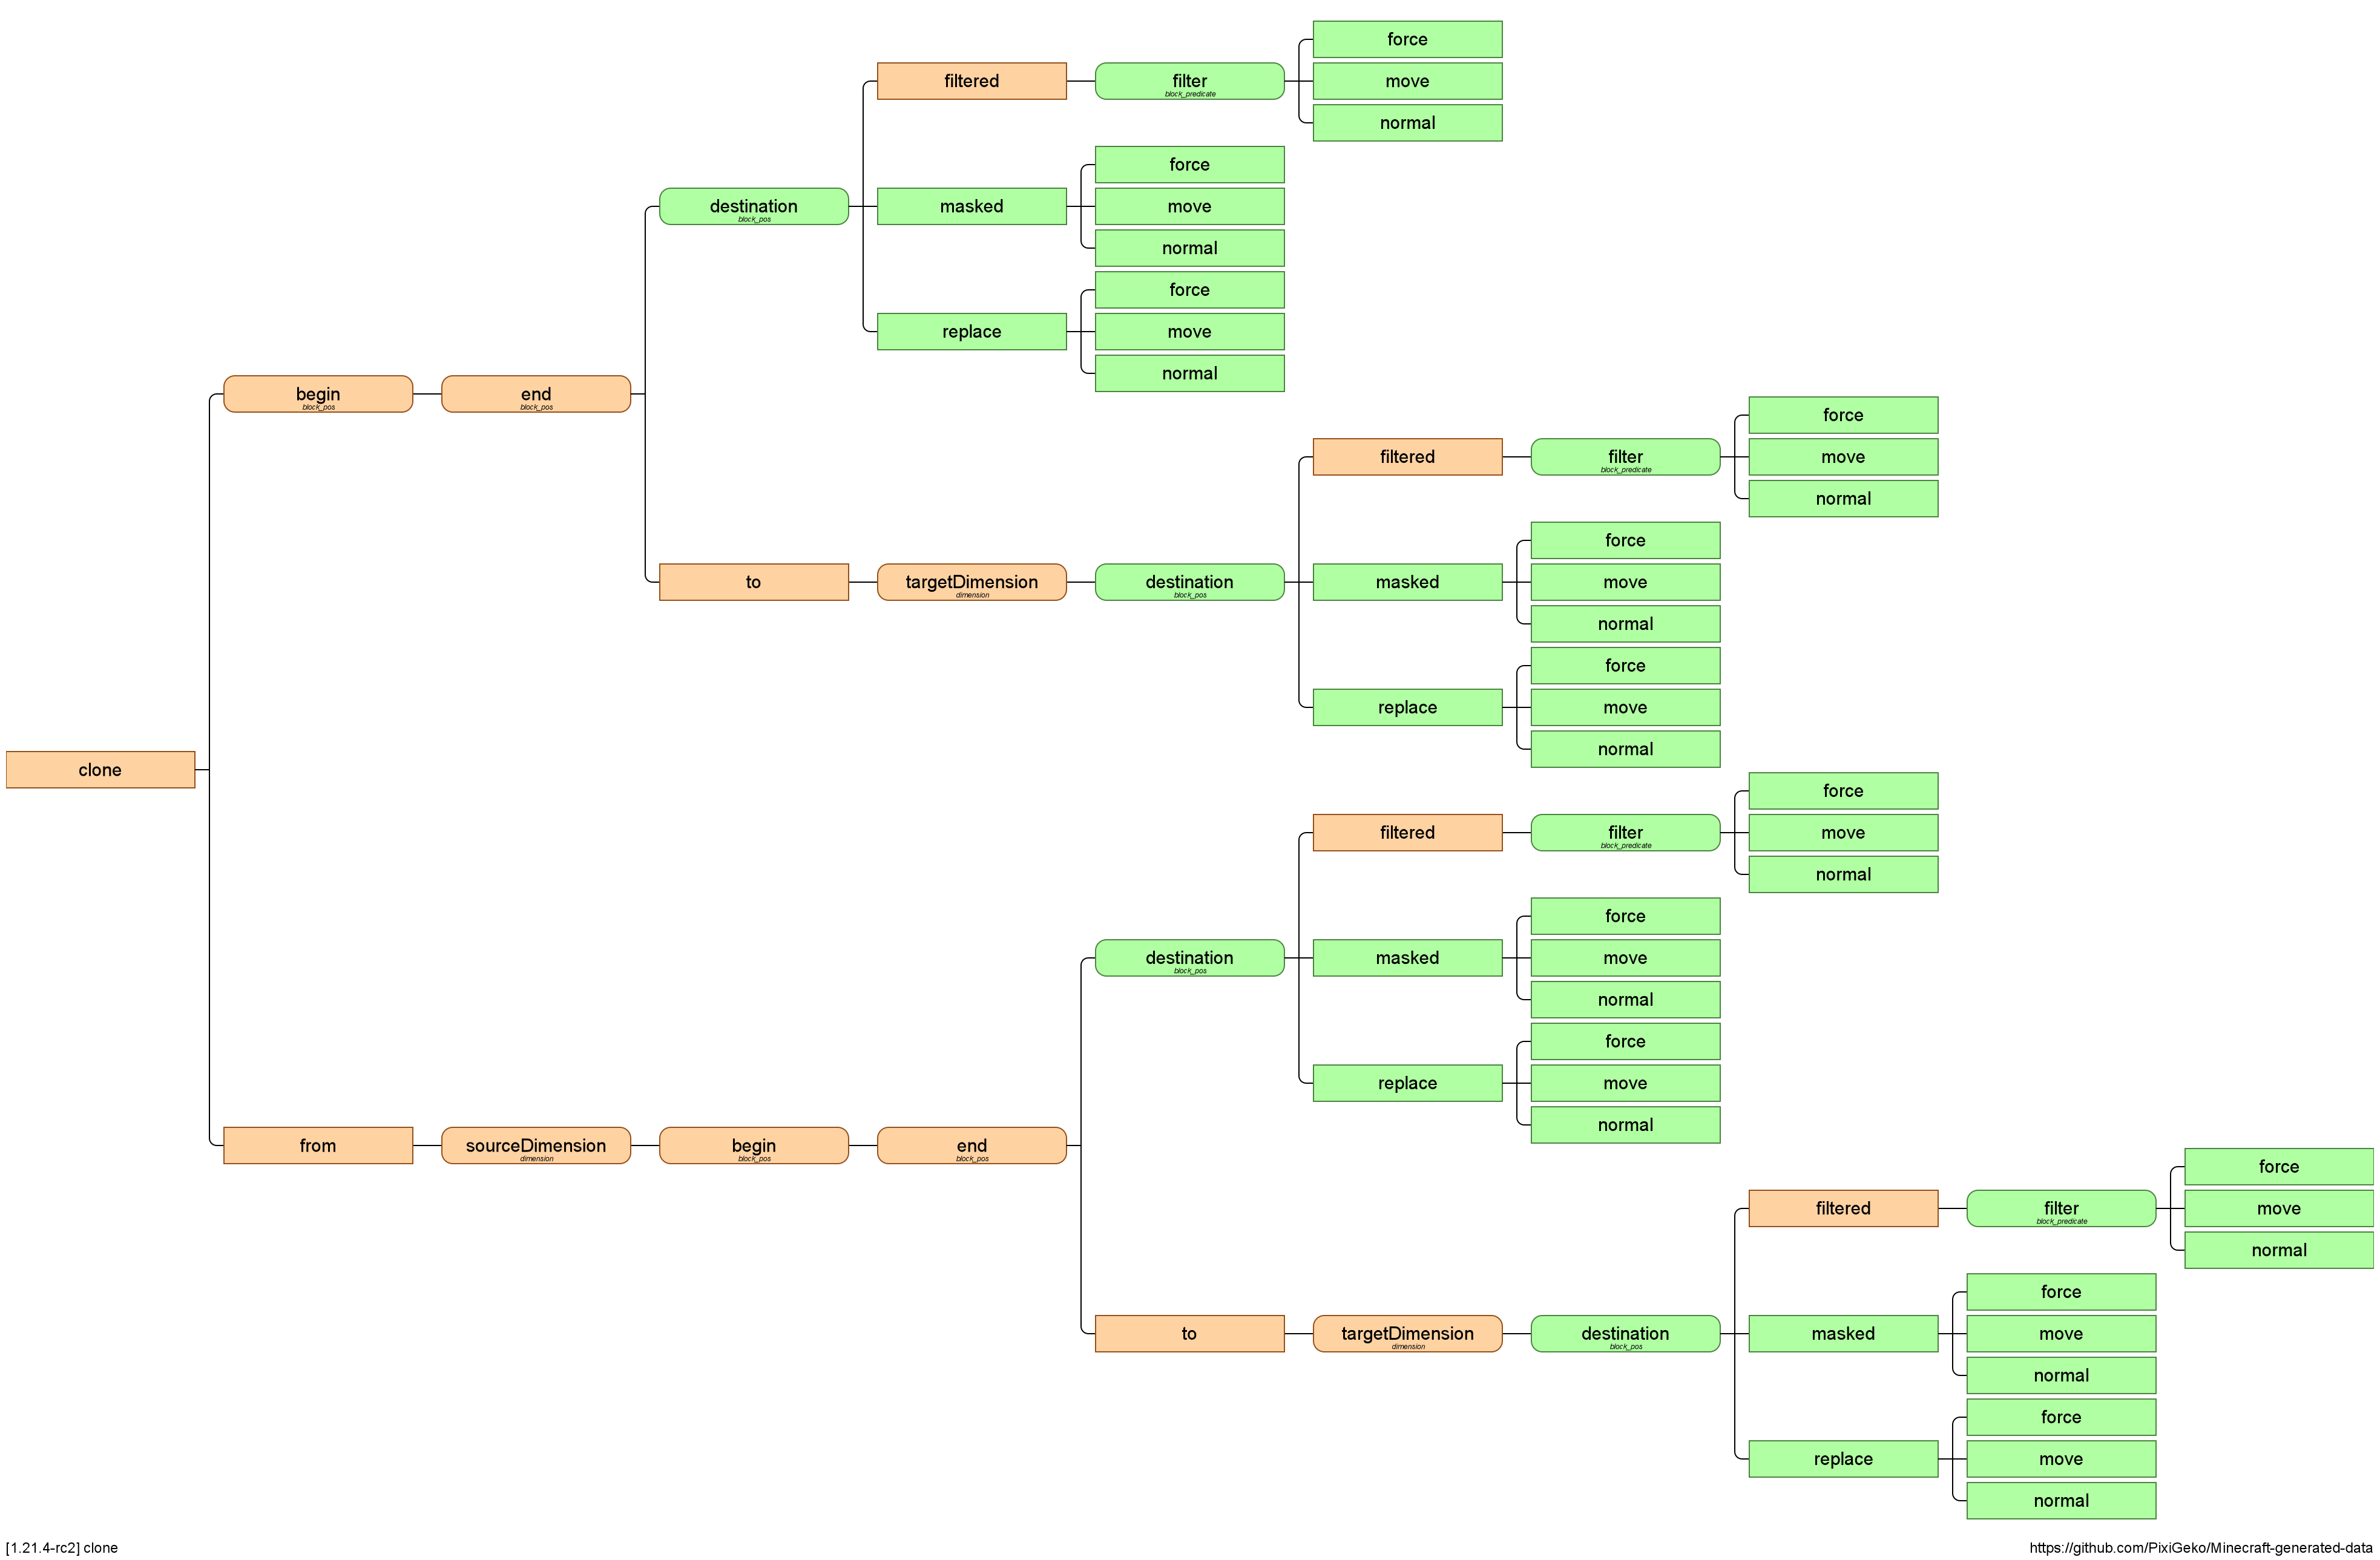 force
filtered
filter
block_predicate
move
normal
force
destination
block_pos
masked
move
normal
force
replace
move
normal
begin
block_pos
end
block_pos
force
filtered
filter
block_predicate
move
normal
force
to
targetDimension
dimension
destination
block_pos
masked
move
normal
force
replace
move
normal
clone
force
filtered
filter
block_predicate
move
normal
force
destination
block_pos
masked
move
normal
force
replace
move
normal
from
sourceDimension
dimension
begin
block_pos
end
block_pos
force
filtered
filter
block_predicate
move
normal
force
to
targetDimension
dimension
destination
block_pos
masked
move
normal
force
replace
move
normal
[1.21.4-rc2] clone
https://github.com/PixiGeko/Minecraft-generated-data